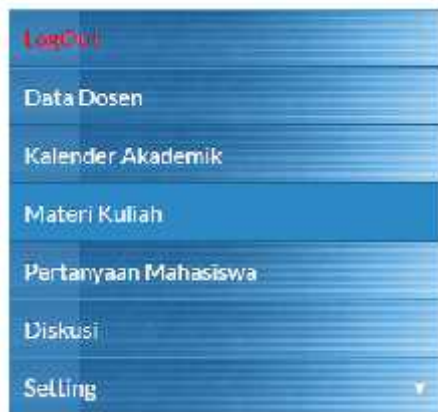 LogOut
Data Dosen
Kalender Akademik
Materi Kuliah
Pertanyaan Mahasiswa
Diskusi
Setting